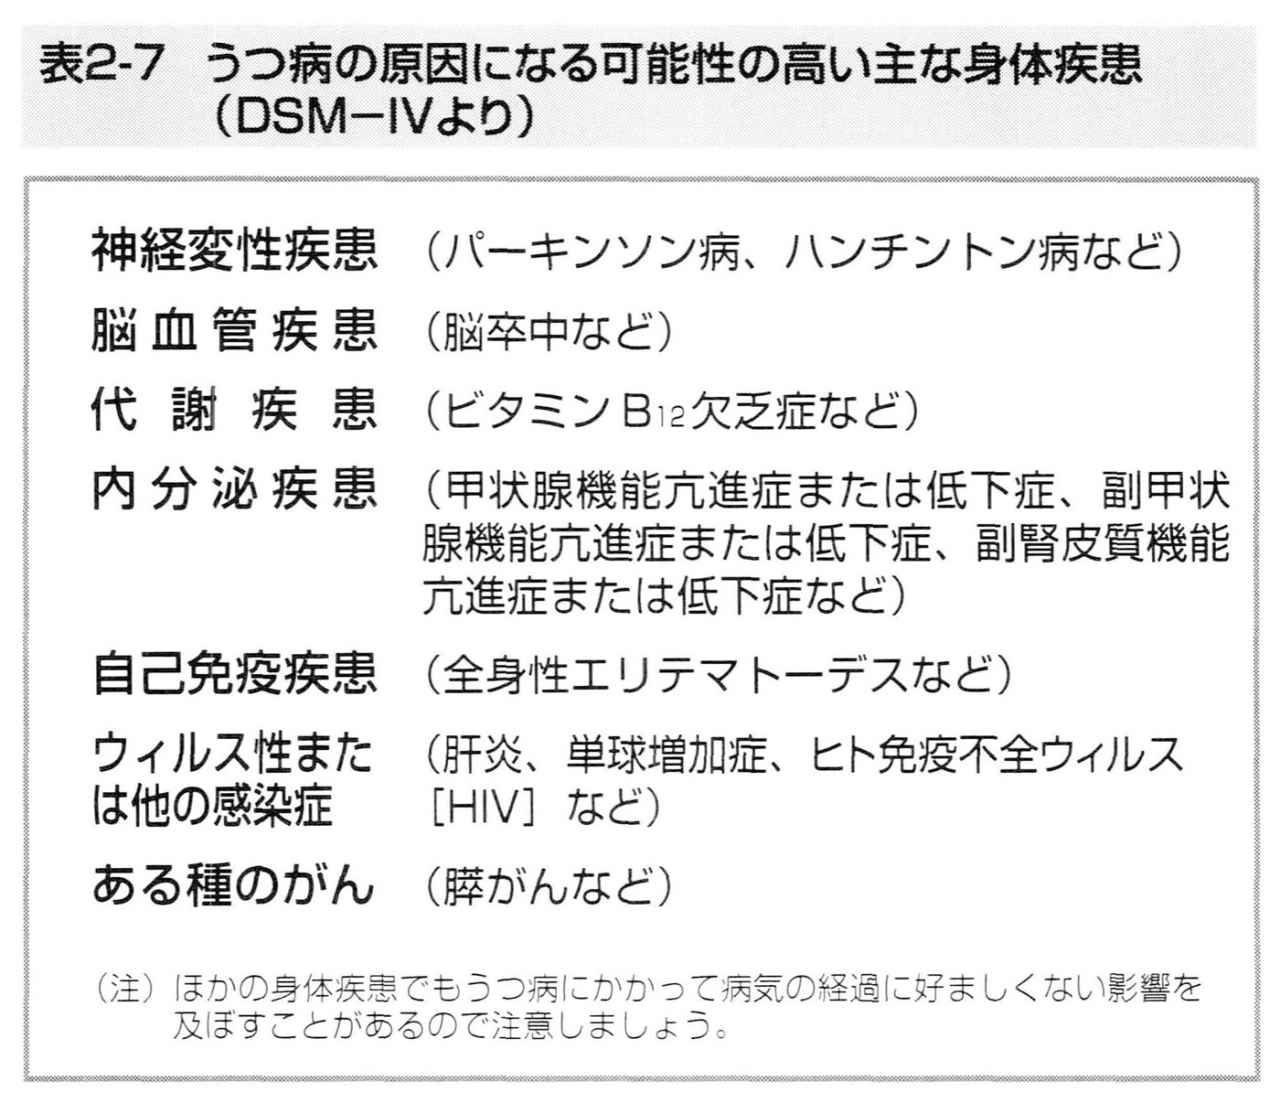 表2-7 うつ病の原因になる可能性の高い主な身体疾患
（DSM−IVより）
神経変性疾患 （パーキンソン病、ハンチントン病など）
脳血管疾患 （脳卒中など）
代謝疾患 （ビタミンB12欠乏症など）
内分泌疾患 （甲状腺機能亢進症または低下症、副甲状
腺機能亢進症または低下症、副腎皮質機能
亢進症または低下症など）
自己免疫疾患 （全身性エリテマトーデスなど）
ウィルス性また （肝炎、単球増加症、ヒト免疫不全ウィルス
は他の感染症 ［HIV］など）
ある種のがん （膵がんなど）
（注）ほかの身体疾患でもうつ病にかかって病気の経過に好ましくない影響を
及ぼすことがあるので注意しましょう。